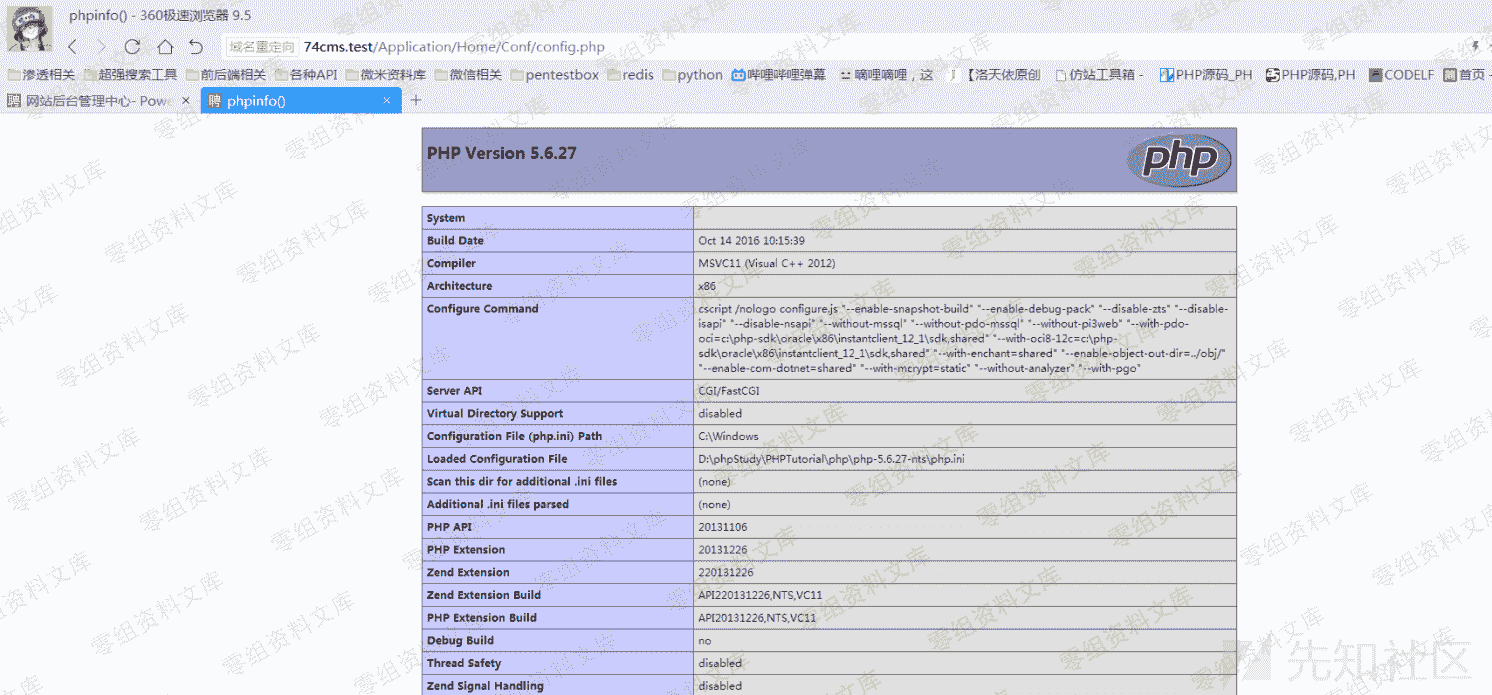 phpinfo() - 360极速浏览器 9.5
域名重定向 74cms.test/Application/Home/Conf/config.php
渗透相关 超强搜索工具 前后端相关 各种API 微米资料库 微信相关 pentestbox redis python 哔哩哔哩弹幕 嘀哩嘀哩，这 【洛天依原创 仿站工具箱 - PHP源码_PH PHP源码,PH CODELF 首页 -
网站后台管理中心- Powe phpinfo()
PHP Version 5.6.27
php
System
Build Date Oct 14 2016 10:15:39
Compiler MSVC11 (Visual C++ 2012)
Architecture x86
Configure Command cscript /nologo configure.js "--enable-snapshot-build" "--enable-debug-pack" "--disable-zts" "--disable-
isapi" "--disable-nsapi" "--without-mssql" "--without-pdo-mssql" "--without-pi3web" "--with-pdo-
oci=c:\php-sdk\oracle\x86\instantclient_12_1\sdk,shared" "--with-oci8-12c=c:\php-
sdk\oracle\x86\instantclient_12_1\sdk,shared" "--with-enchant=shared" "--enable-object-out-dir=../obj/"
"--enable-com-dotnet=shared" "--with-mcrypt=static" "--without-analyzer" "--with-pgo"
Server API CGI/FastCGI
Virtual Directory Support disabled
Configuration File (php.ini) Path C:\Windows
Loaded Configuration File D:\phpStudy\PHPTutorial\php\php-5.6.27-nts\php.ini
Scan this dir for additional .ini files (none)
Additional .ini files parsed (none)
PHP API 20131106
PHP Extension 20131226
Zend Extension 220131226
Zend Extension Build API220131226,NTS,VC11
PHP Extension Build API20131226,NTS,VC11
Debug Build no
Thread Safety disabled
Zend Signal Handling disabled
零组资料文库
先知社区